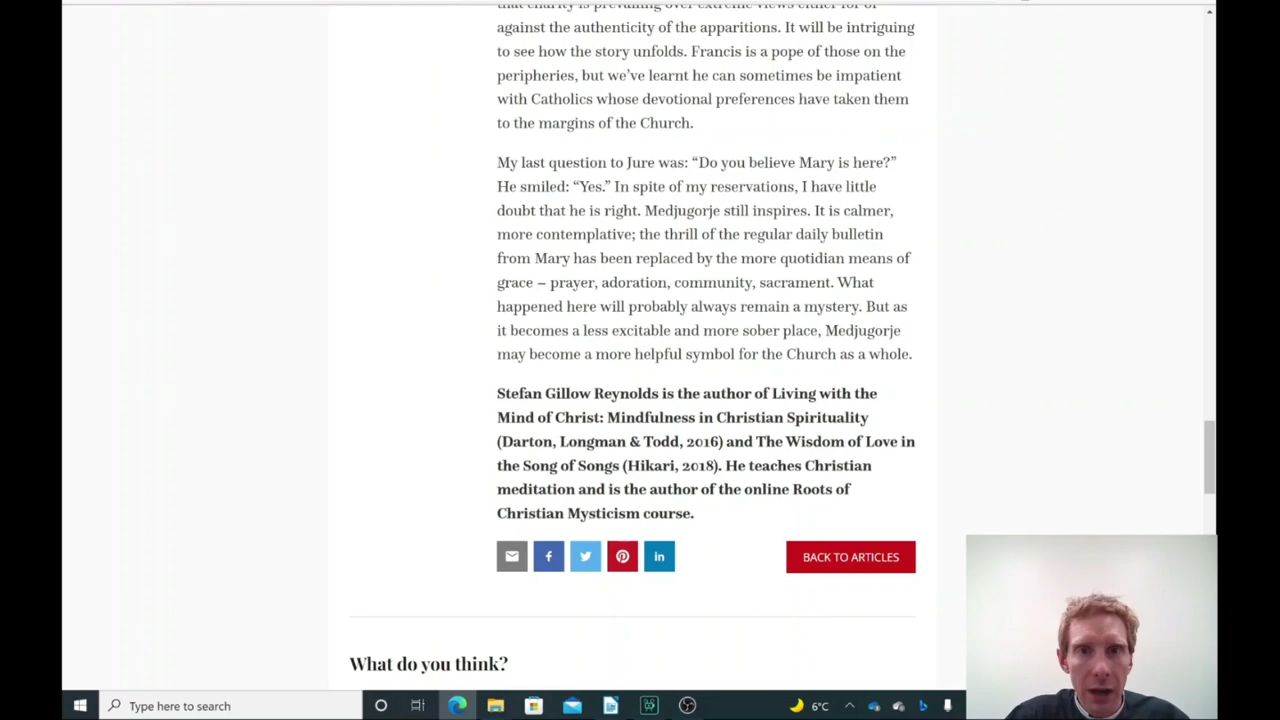 that charity is prevailing over extreme views either for or
against the authenticity of the apparitions. It will be intriguing
to see how the story unfolds. Francis is a pope of those on the
peripheries, but we’ve learnt he can sometimes be impatient
with Catholics whose devotional preferences have taken them
to the margins of the Church.
My last question to Jure was: “Do you believe Mary is here?”
He smiled: “Yes.” In spite of my reservations, I have little
doubt that he is right. Medjugorje still inspires. It is calmer,
more contemplative; the thrill of the regular daily bulletin
from Mary has been replaced by the more quotidian means of
grace – prayer, adoration, community, sacrament. What
happened here will probably always remain a mystery. But as
it becomes a less excitable and more sober place, Medjugorje
may become a more helpful symbol for the Church as a whole.
Stefan Gillow Reynolds is the author of Living with the
Mind of Christ: Mindfulness in Christian Spirituality
(Darton, Longman & Todd, 2016) and The Wisdom of Love in
the Song of Songs (Hikari, 2018). He teaches Christian
meditation and is the author of the online Roots of
Christian Mysticism course.
BACK TO ARTICLES
What do you think?
Type here to search
6°C